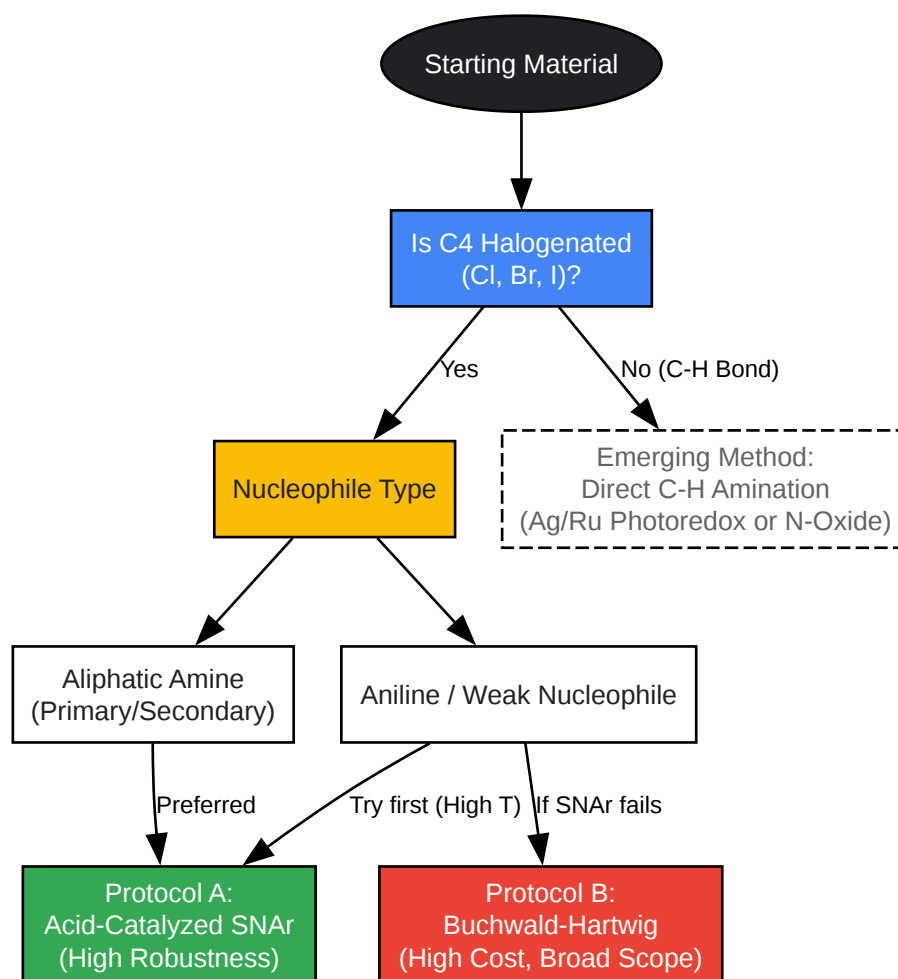 Starting Material
Is C4 Halogenated
(Cl, Br, I)?
Yes
No (C-H Bond)
Nucleophile Type
Emerging Method:
Direct C-H Amination
(Ag/Ru Photoredox or N-Oxide)
Aliphatic Amine
(Primary/Secondary)
Aniline / Weak Nucleophile
Preferred
Try first (High T)
If SNAr fails
Protocol A:
Acid-Catalyzed SNAr
(High Robustness)
Protocol B:
Buchwald-Hartwig
(High Cost, Broad Scope)